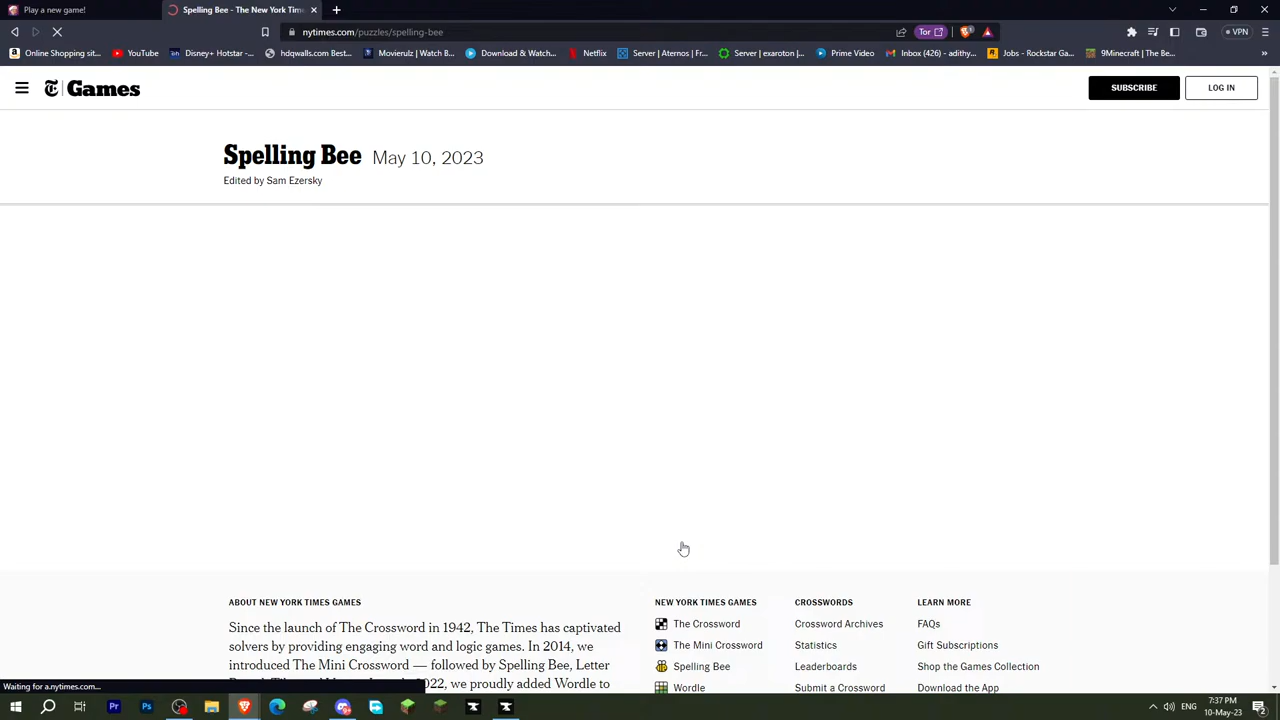 Play a new game!
Spelling Bee - The New York Tim
nytimes.com/puzzles/spelling-bee
Tor
VPN
Online Shopping sit...
YouTube
Disney+ Hotstar -...
hdqwalls.com Best...
Movierulz | Watch B...
Download & Watch...
Netflix
Server | Aternos | Fr...
Server | exaroton |...
Prime Video
Inbox (426) - adithy...
Jobs - Rockstar Ga...
9Minecraft | The Be...
Games
SUBSCRIBE
LOG IN
Spelling Bee May 10, 2023
Edited by Sam Ezersky
ABOUT NEW YORK TIMES GAMES
Since the launch of The Crossword in 1942, The Times has captivated
solvers by providing engaging word and logic games. In 2014, we
introduced The Mini Crossword — followed by Spelling Bee, Letter
2022, we proudly added Wordle to
NEW YORK TIMES GAMES
The Crossword
The Mini Crossword
Spelling Bee
Wordle
CROSSWORDS
Crossword Archives
Statistics
Leaderboards
Submit a Crossword
LEARN MORE
FAQs
Gift Subscriptions
Shop the Games Collection
Download the App
Waiting for a.nytimes.com...
ENG
7:37 PM
10-May-23
2